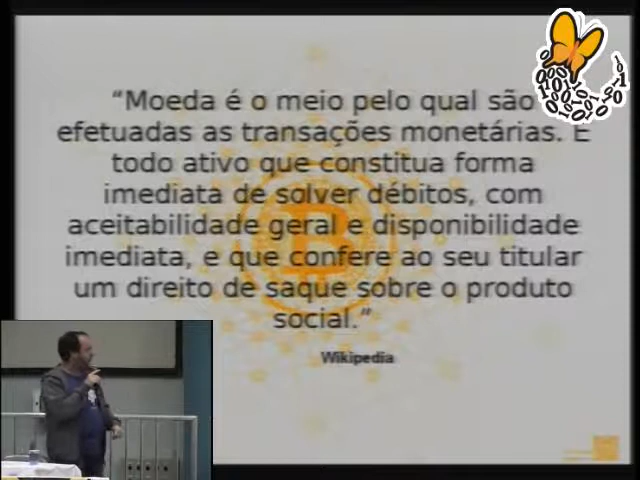 “Moeda é o meio pelo qual são
efetuadas as transações monetárias. É
todo ativo que constitua forma
imediata de solver débitos, com
aceitabilidade geral e disponibilidade
imediata, e que confere ao seu titular
um direito de saque sobre o produto
social.”
Wikipedia